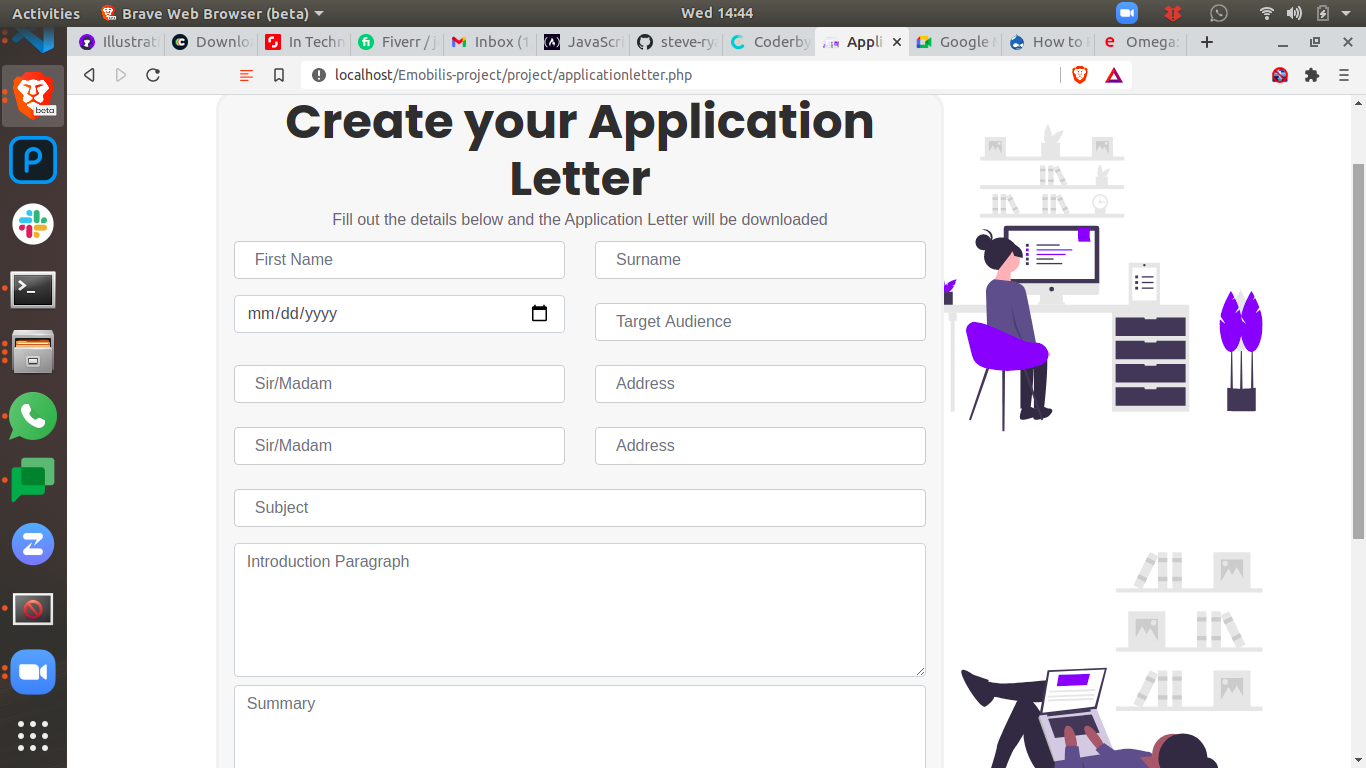 Activities Brave Web Browser (beta) Wed 14:44
Illustrat Downlo In Techn Fiverr / j Inbox (1 JavaScri steve-rya Coderby Appli Google M How to Omega:
localhost/Emobilis-project/project/applicationletter.php
beta
Create your Application
Letter
Fill out the details below and the Application Letter will be downloaded
First Name Surname
mm/dd/yyyy
Target Audience
Sir/Madam Address
Sir/Madam Address
Subject
Introduction Paragraph
Summary